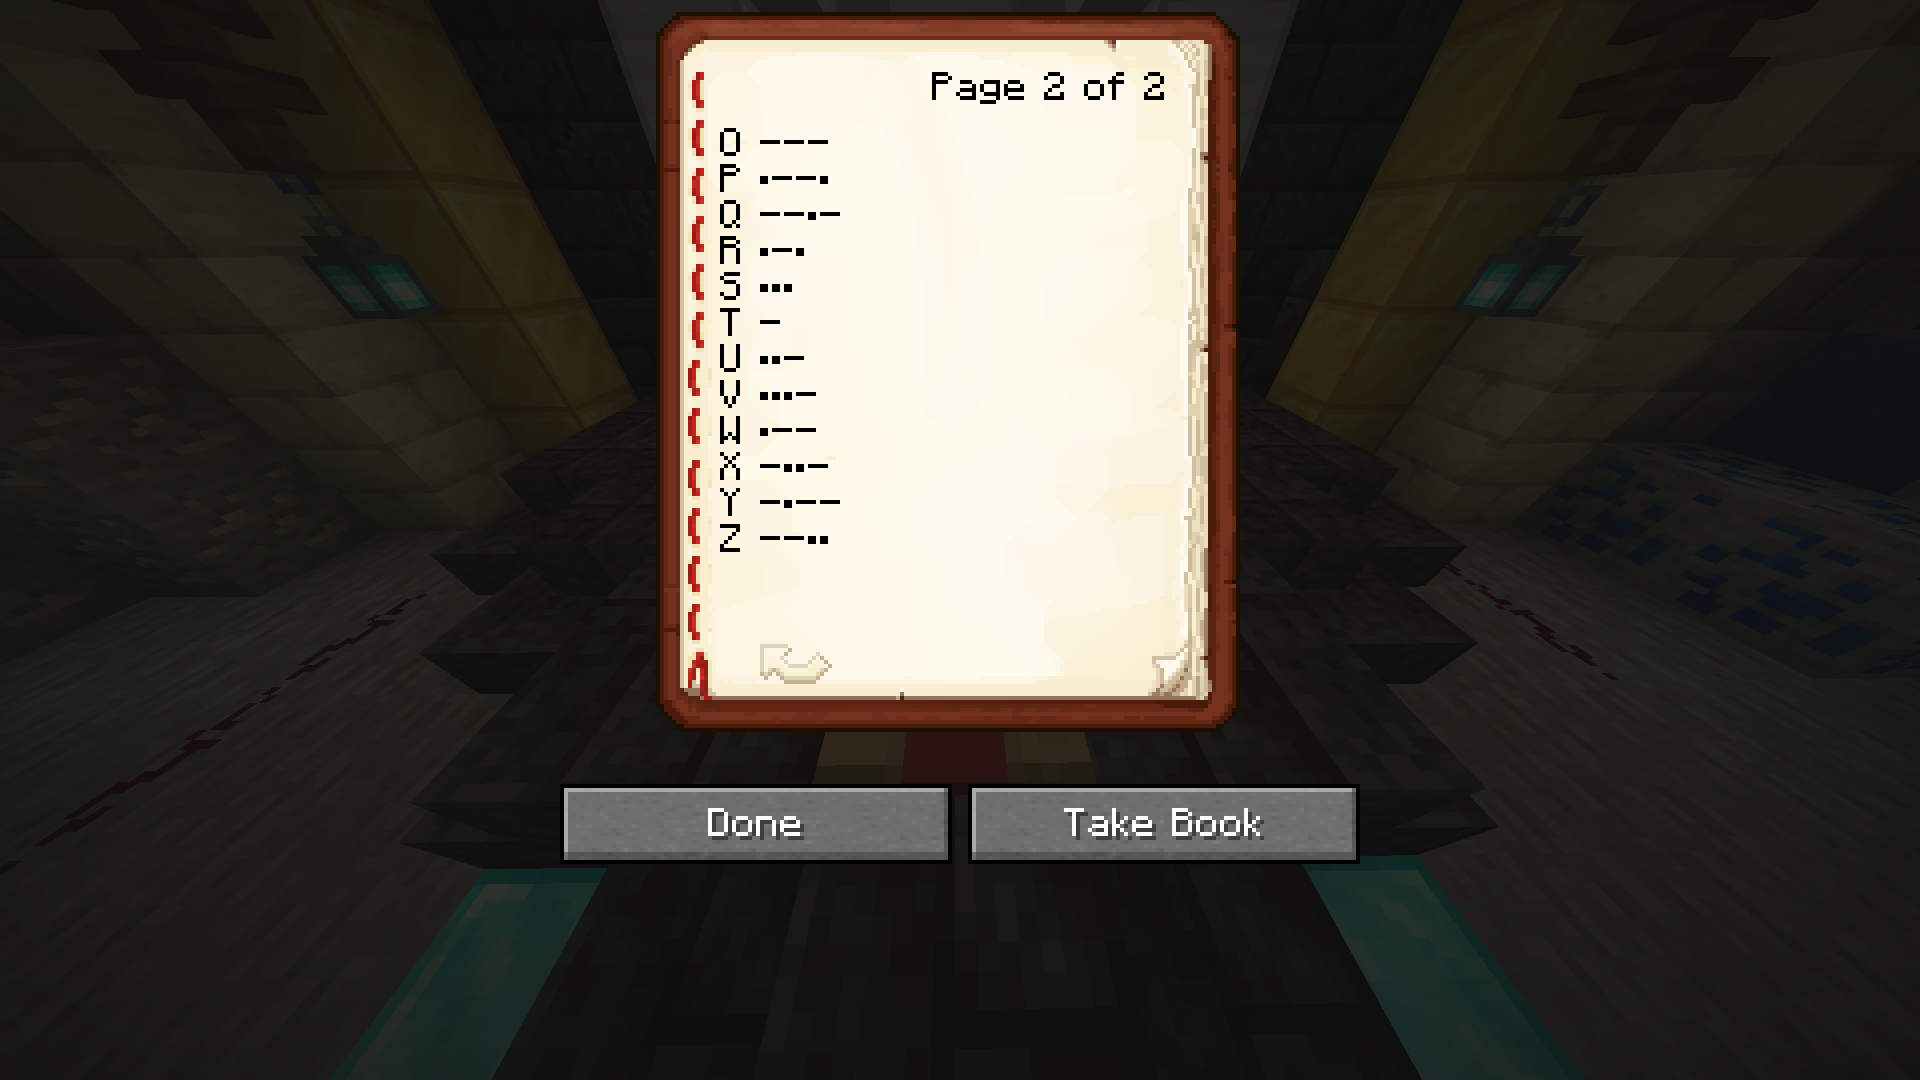 Page 2 of 2
O ---
P .--.
Q --.-
R .-.
S ...
T -
U ..-
V ...-
W .--
X -..-
Y -.--
Z --..
Done
Take Book